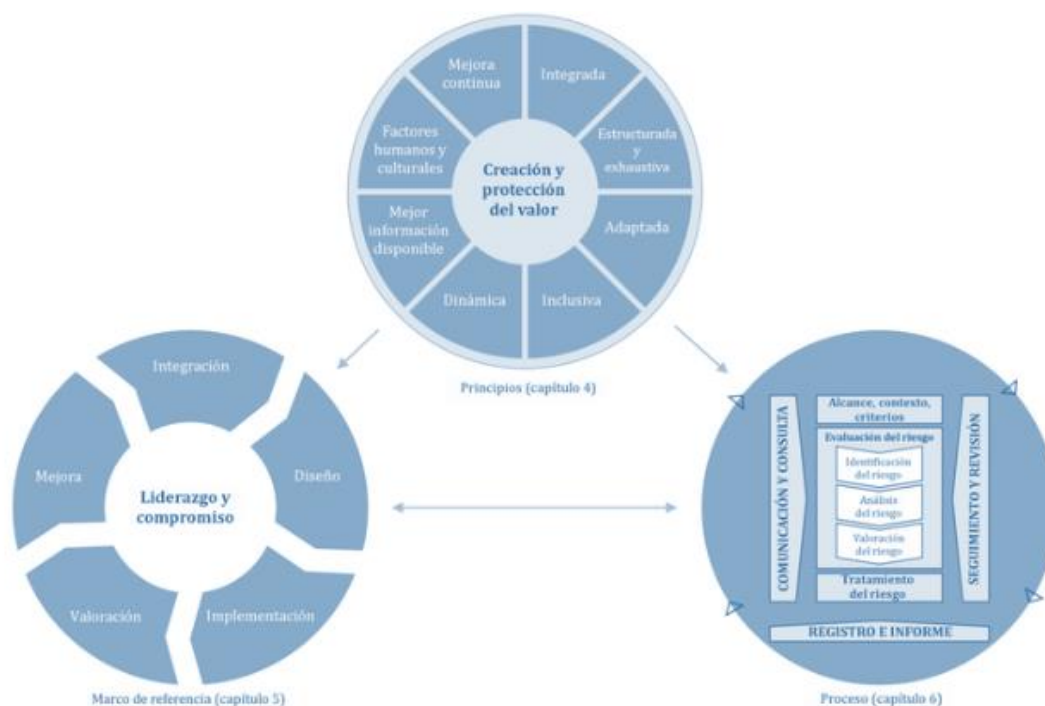 Mejora
continua
Integrada
Estructurada
y
exhaustiva
Adaptada
Inclusiva
Dinámica
Mejor
información
disponible
Factores
humanos y
culturales
Creación y
protección
del valor
Principios (capítulo 4)
Integración
Diseño
Implementación
Valoración
Mejora
Liderazgo y
compromiso
Marco de referencia (capítulo 5)
COMUNICACIÓN Y CONSULTA
Alcance, contexto,
criterios
Evaluación del riesgo
Identificación
del riesgo
Análisis
del riesgo
Valoración
del riesgo
Tratamiento
del riesgo
SEGUIMIENTO Y REVISIÓN
REGISTRO E INFORME
Proceso (capítulo 6)